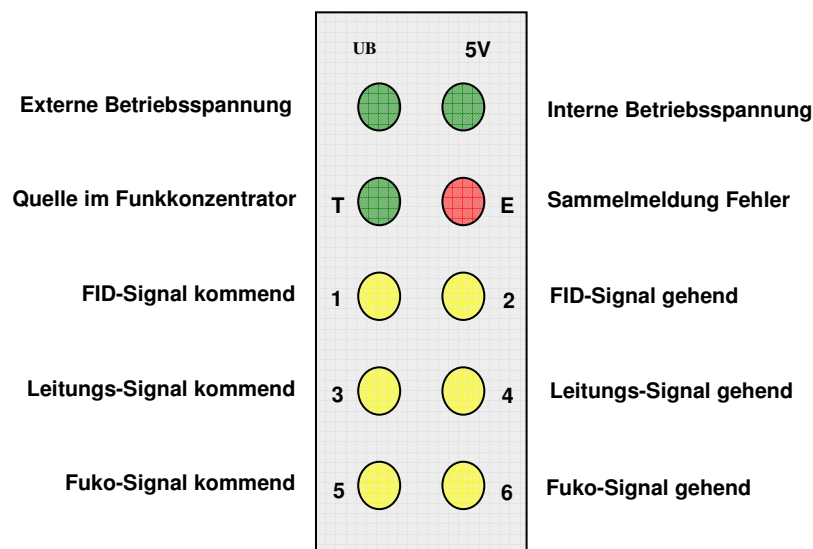 UB 5V
Externe Betriebsspannung Interne Betriebsspannung
Quelle im Funkkonzentrator T E Sammelmeldung Fehler
FID-Signal kommend 1 2 FID-Signal gehend
Leitungs-Signal kommend 3 4 Leitungs-Signal gehend
Fuko-Signal kommend 5 6 Fuko-Signal gehend